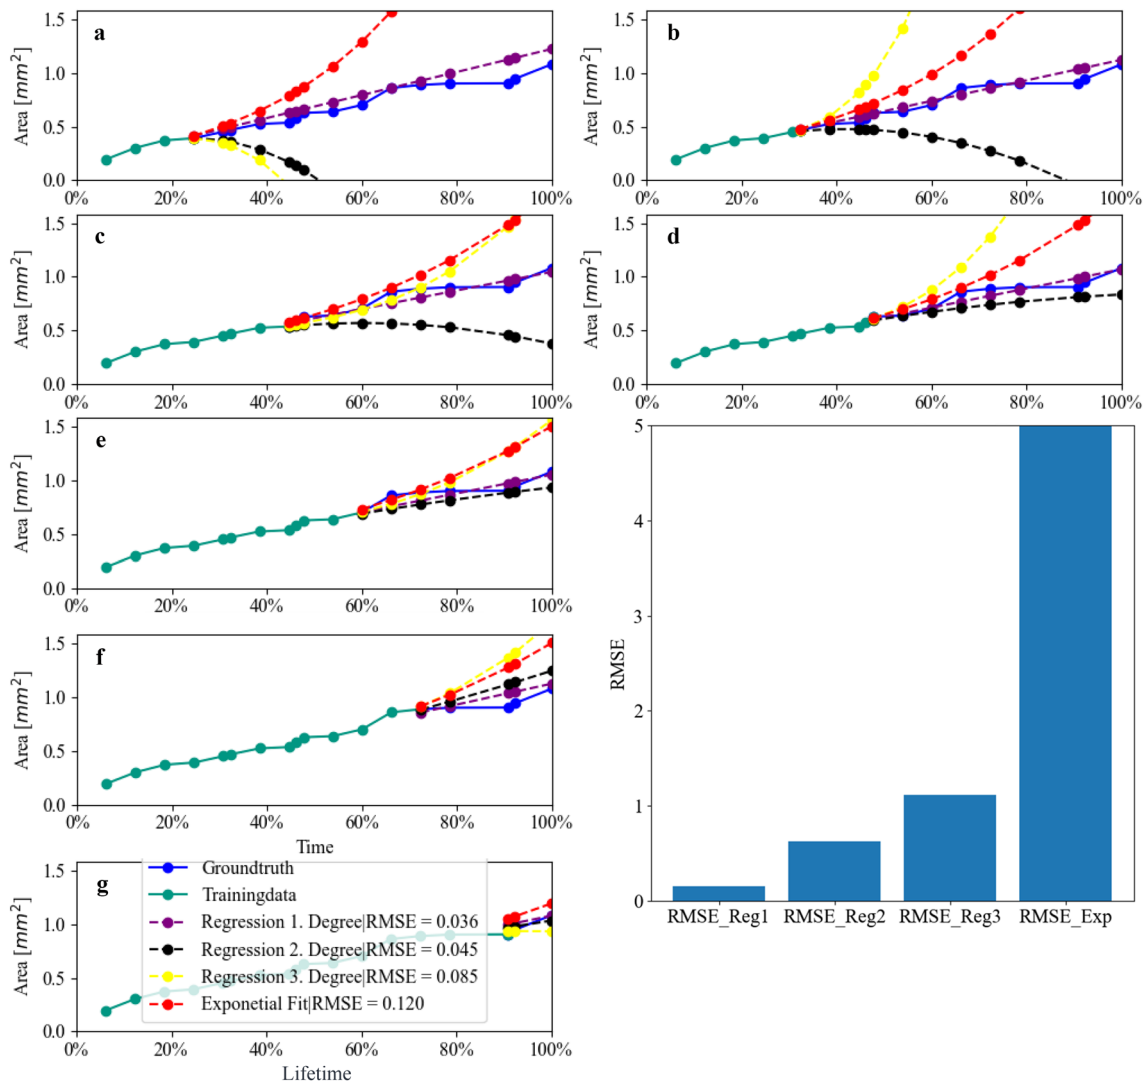 a
Area [mm²]
1.5
1.0
0.5
0.0
0% 20% 40% 60% 80% 100%
b
Area [mm²]
1.5
1.0
0.5
0.0
0% 20% 40% 60% 80% 100%
c
Area [mm²]
1.5
1.0
0.5
0.0
0% 20% 40% 60% 80% 100%
d
Area [mm²]
1.5
1.0
0.5
0.0
0% 20% 40% 60% 80% 100%
e
Area [mm²]
1.5
1.0
0.5
0.0
0% 20% 40% 60% 80% 100%
f
Area [mm²]
1.5
1.0
0.5
0.0
0% 20% 40% 60% 80% 100%
Time
g
Area [mm²]
1.5
1.0
0.5
0.0
Groundtruth
Trainingdata
Regression 1. Degree|RMSE = 0.036
Regression 2. Degree|RMSE = 0.045
Regression 3. Degree|RMSE = 0.085
Exponetial Fit|RMSE = 0.120
0% 20% 40% 60% 80% 100%
Lifetime
RMSE
5
4
3
2
1
0
RMSE_Reg1 RMSE_Reg2 RMSE_Reg3 RMSE_Exp